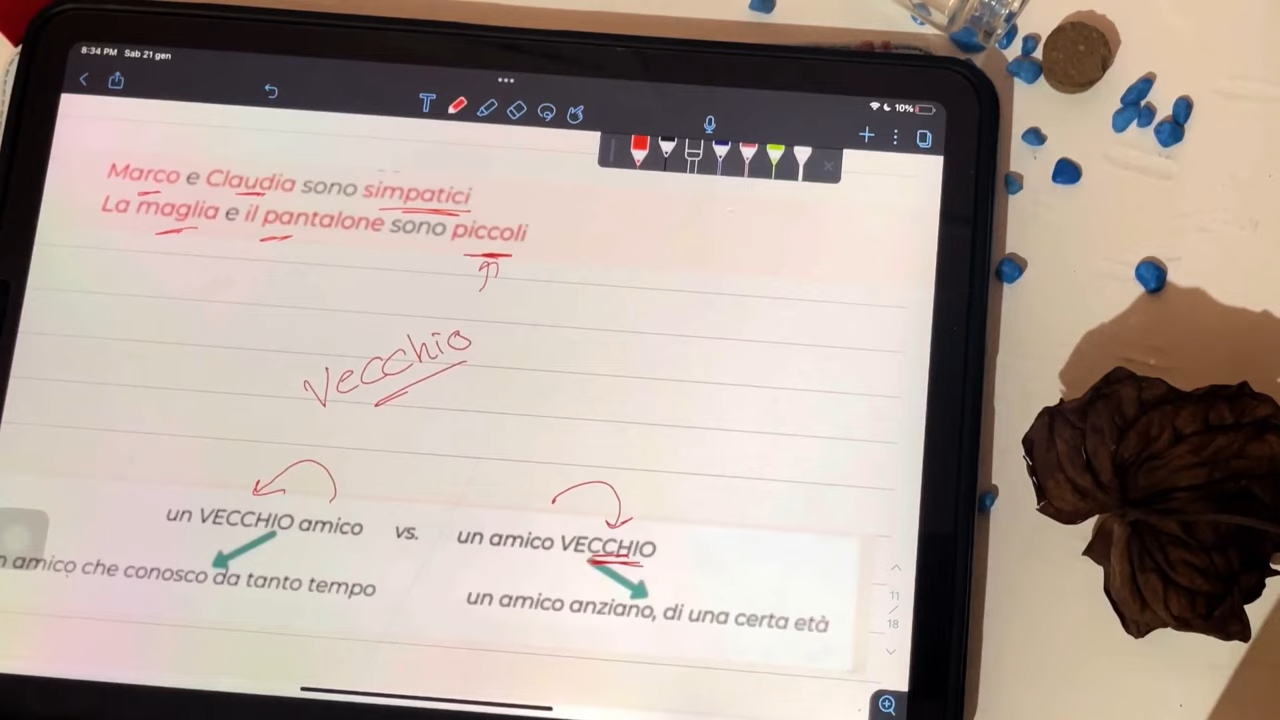 8:34 PM Sab 21 gen
10%
Marco e Claudia sono simpatici
La maglia e il pantalone sono piccoli
Vecchio
un VECCHIO amico vs. un amico VECCHIO
amico che conosco da tanto tempo
un amico anziano, di una certa età
11
/
18